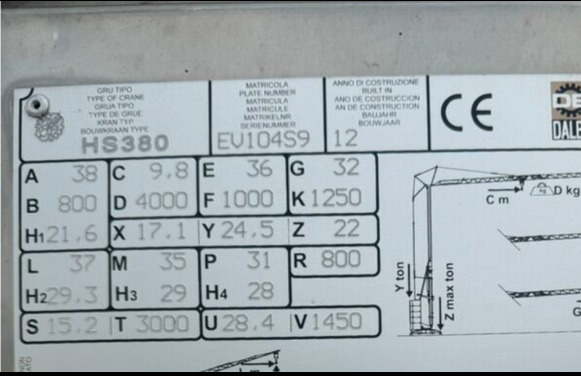 GRU TIPO
TYPE OF CRANE
GRUA TIPO
TYPE DE GRUE
KRAN TYP
BOUWKRAAN TYPE
HS380
MATRICOLA
PLATE NUMBER
MATRICULA
MATRICULE
MATRIKELNR
SERIENUMMER
EV104S9
ANNO DI COSTRUZIONE
BUILT IN
ANO DE CONSTRUCCION
AN DE CONSTRUCTION
BAUJAHR
BOUWJAAR
12
CE
DALB
A 38 C 9.8 E 36 G 32
B 800 D 4000 F 1000 K 1250
H1 21.6 X 17.1 Y 24.5 Z 22
L 37 M 35 P 31 R 800
H2 29.3 H3 29 H4 28
S 15.2 T 3000 U 28.4 V 1450
C m
kg
D kg
Y ton
Z max ton
G